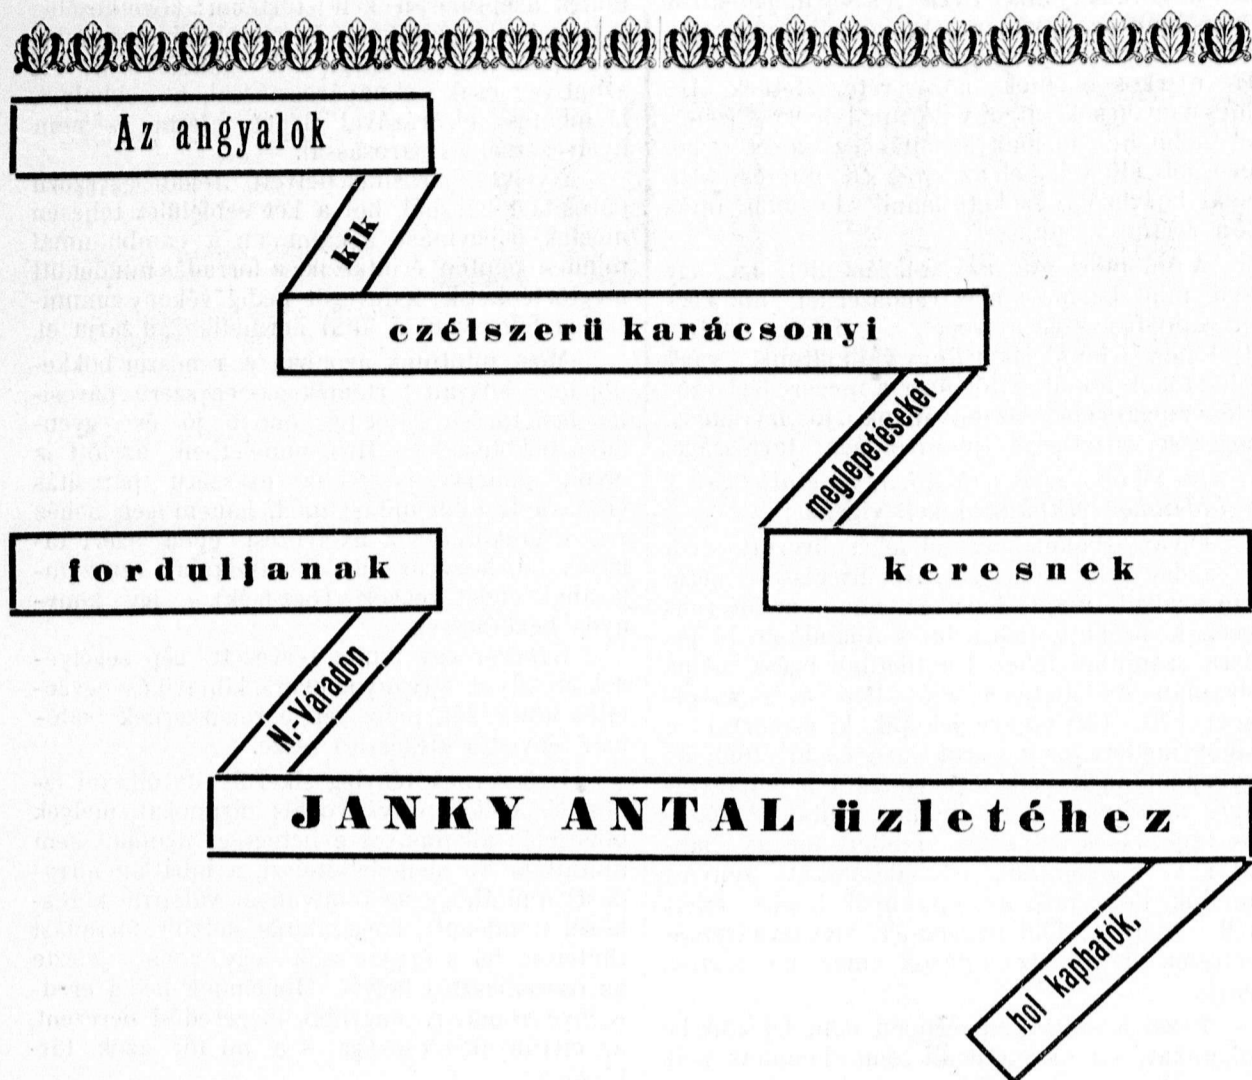 Az angyalok
kik
czélszerü karácsonyi
meglepetéseket
keresnek
forduljanak
N.-Váradon
JANKY ANTAL üzletéhez
hol kaphatók.